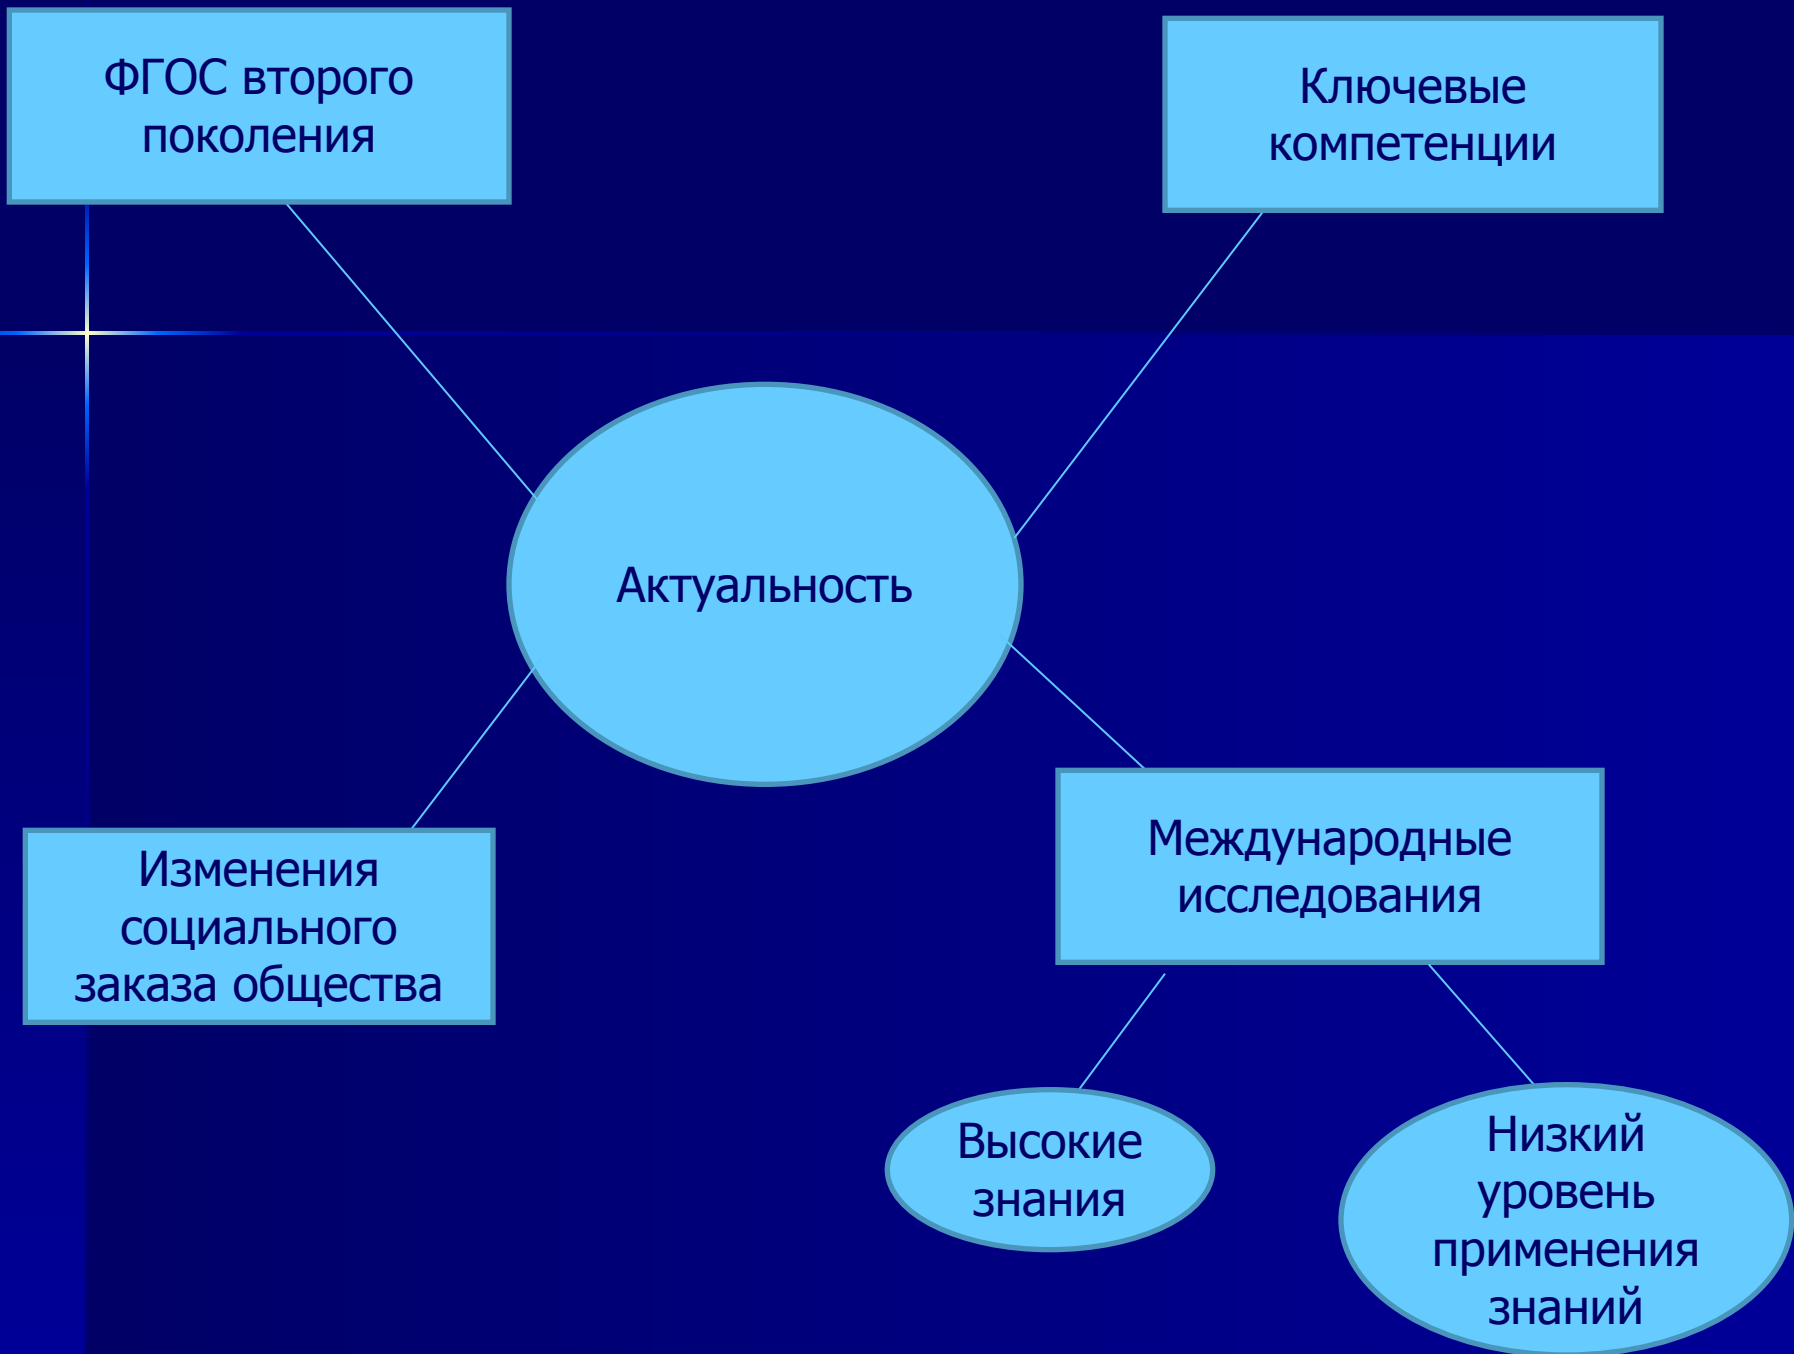 ФГОС второго
поколения
Ключевые
компетенции
Актуальность
Изменения
социального
заказа общества
Международные
исследования
Высокие
знания
Низкий
уровень
применения
знаний